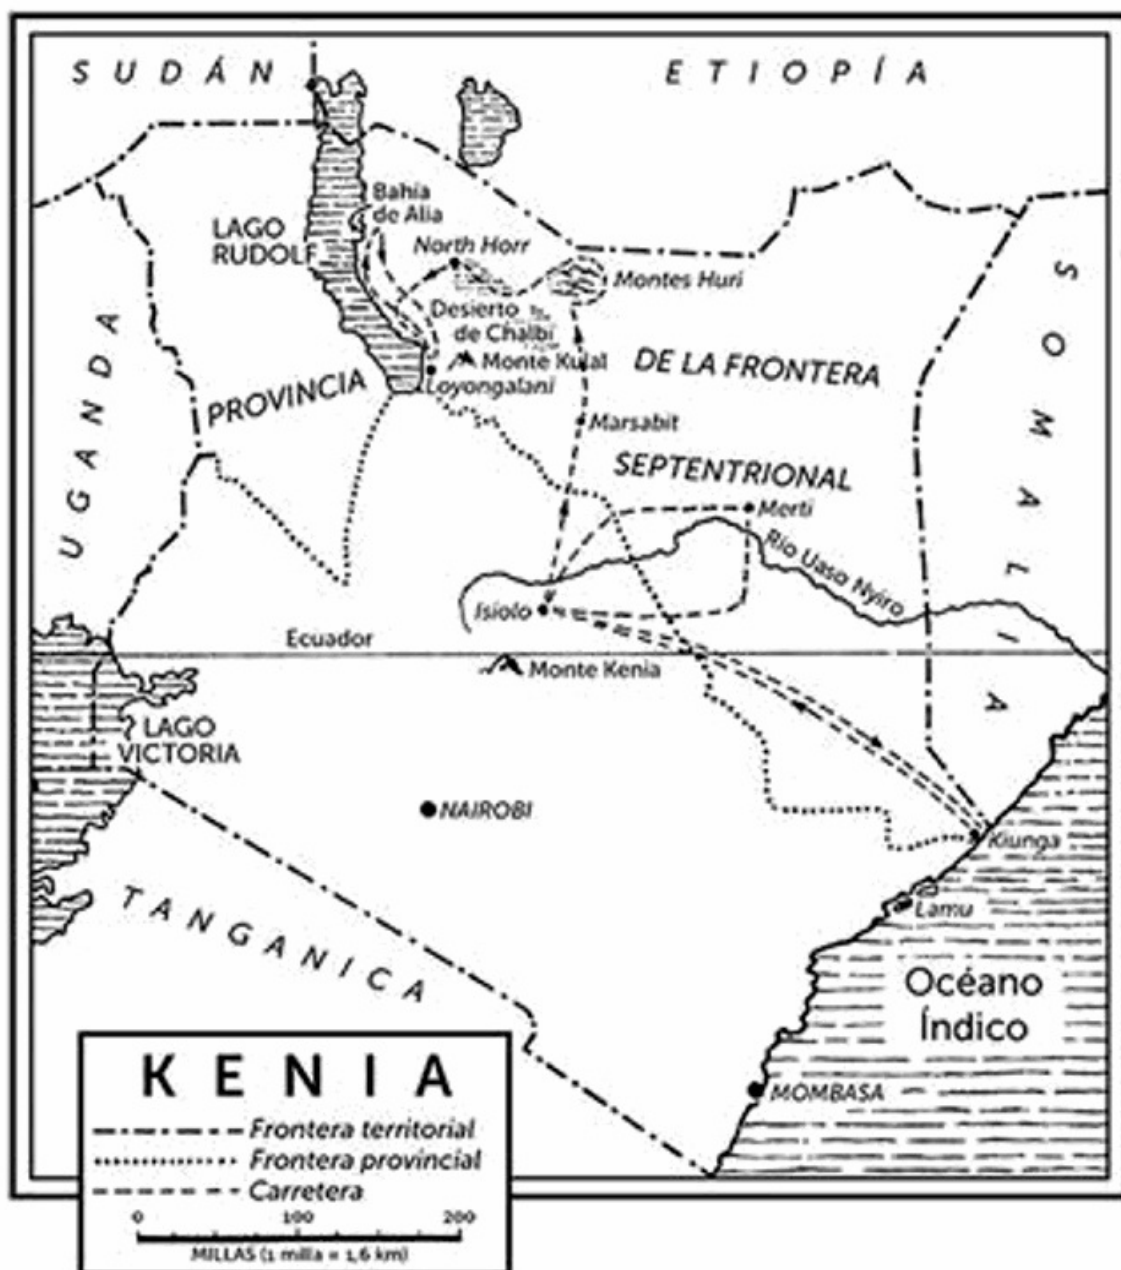 SUDÁN
ETIOPÍA
Bahía
de Alia
LAGO
RUDOLF
North Horr
Montes Huri
SOMALIA
Desierto
de Chalbi
UGANDA
Monte Kulal
DE LA FRONTERA
Loyongalani
PROVINCIA
Marsabit
SEPTENTRIONAL
Merti
Río Uaso Nyiro
Isiolo
Ecuador
Monte Kenia
LAGO
VICTORIA
NAIROBI
Kiunga
TANGANICA
Lamu
Océano
Índico
MOMBASA
KENIA
Frontera territorial
Frontera provincial
Carretera
0 100 200
MILLAS (1 milla = 1,6 km)